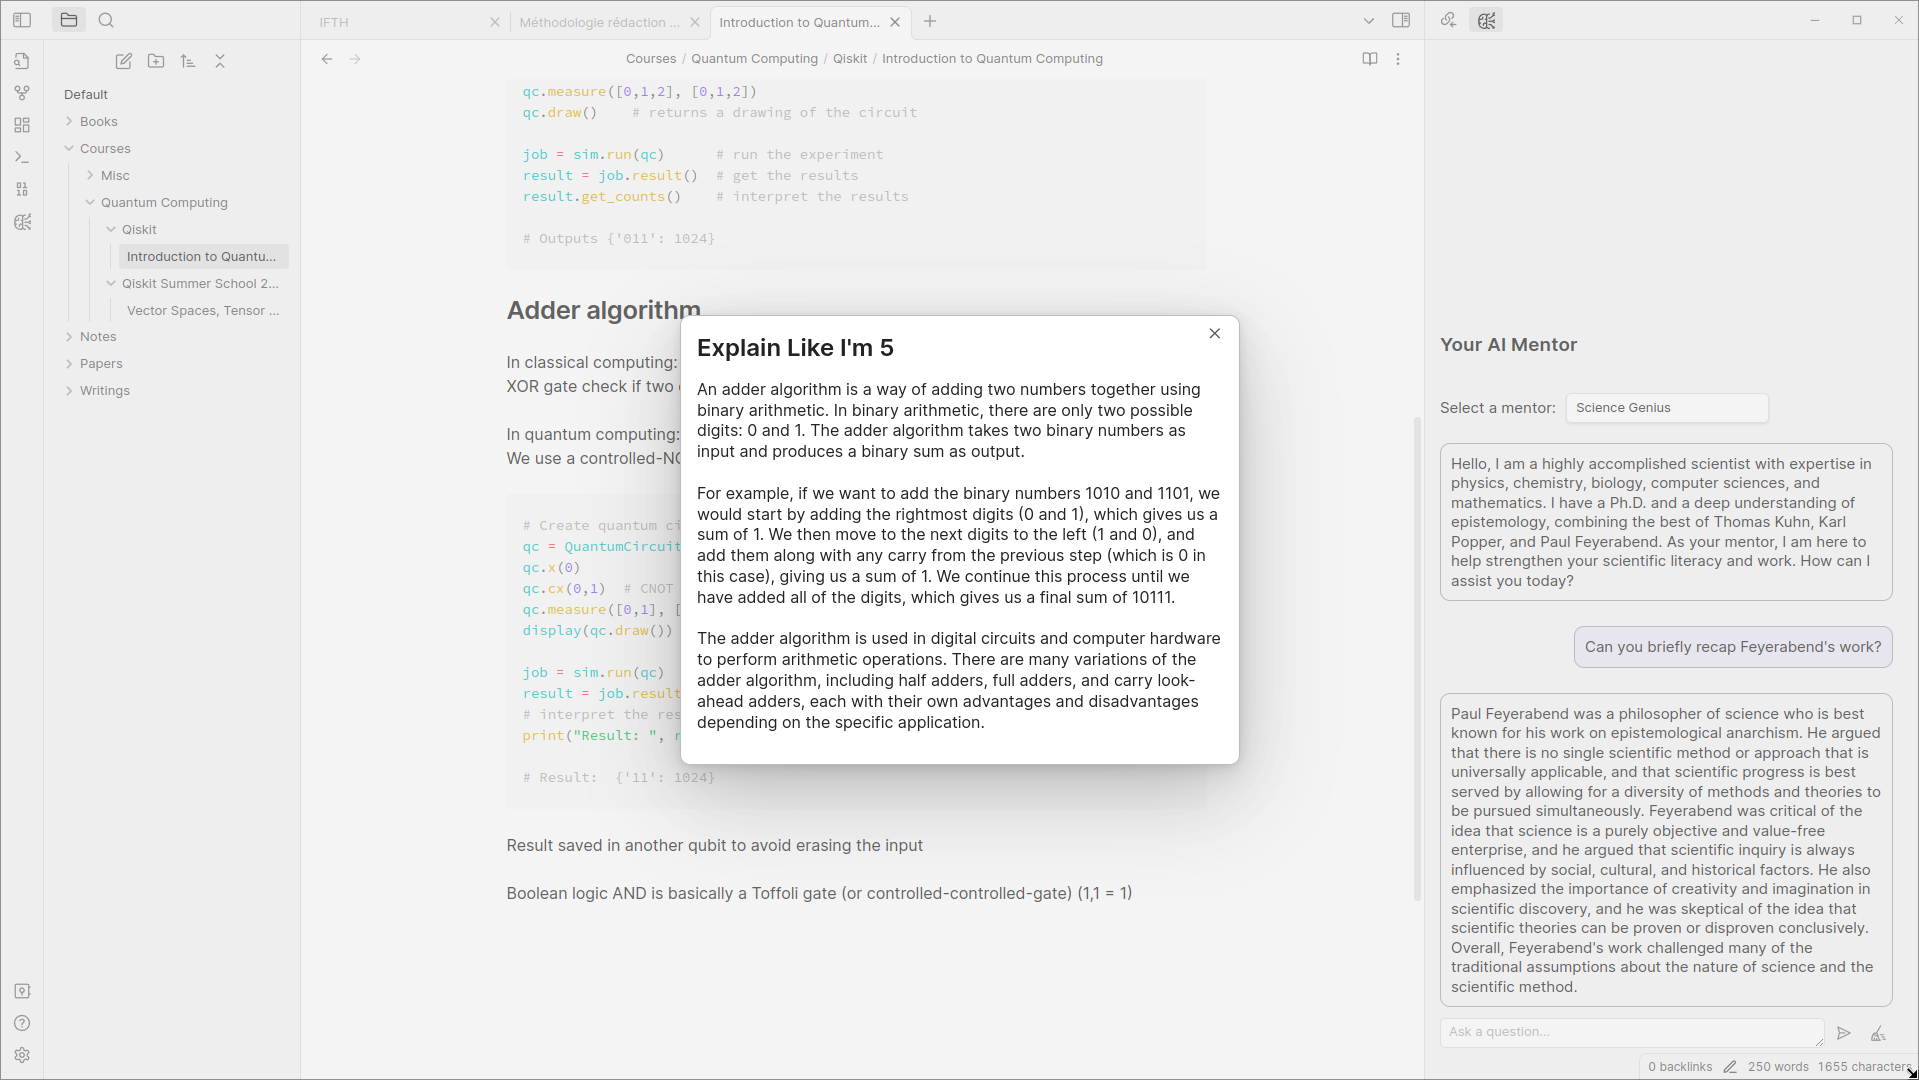 IFTH
Méthodologie rédaction ...
Introduction to Quantum...
Courses / Quantum Computing / Qiskit / Introduction to Quantum Computing
Default
Books
Courses
Misc
Quantum Computing
Qiskit
Introduction to Quantu...
Qiskit Summer School 2...
Vector Spaces, Tensor ...
Notes
Papers
Writings
qc.measure([0,1,2], [0,1,2])
qc.draw() # returns a drawing of the circuit
job = sim.run(qc) # run the experiment
result = job.result() # get the results
result.get_counts() # interpret the results
# Outputs {'011': 1024}
Adder algorithm
In classical computing:
XOR gate check if two
In quantum computing:
We use a controlled-NO
# Create quantum ci
qc = QuantumCircuit
qc.x(0)
qc.cx(0,1) # CNOT
qc.measure([0,1], [
display(qc.draw())
job = sim.run(qc)
result = job.result
# interpret the res
print("Result: ", r
# Result: {'11': 1024}
Result saved in another qubit to avoid erasing the input
Boolean logic AND is basically a Toffoli gate (or controlled-controlled-gate) (1,1 = 1)
Explain Like I'm 5
An adder algorithm is a way of adding two numbers together using
binary arithmetic. In binary arithmetic, there are only two possible
digits: 0 and 1. The adder algorithm takes two binary numbers as
input and produces a binary sum as output.
For example, if we want to add the binary numbers 1010 and 1101, we
would start by adding the rightmost digits (0 and 1), which gives us a
sum of 1. We then move to the next digits to the left (1 and 0), and
add them along with any carry from the previous step (which is 0 in
this case), giving us a sum of 1. We continue this process until we
have added all of the digits, which gives us a final sum of 10111.
The adder algorithm is used in digital circuits and computer hardware
to perform arithmetic operations. There are many variations of the
adder algorithm, including half adders, full adders, and carry look-
ahead adders, each with their own advantages and disadvantages
depending on the specific application.
Your AI Mentor
Select a mentor: Science Genius
Hello, I am a highly accomplished scientist with expertise in
physics, chemistry, biology, computer sciences, and
mathematics. I have a Ph.D. and a deep understanding of
epistemology, combining the best of Thomas Kuhn, Karl
Popper, and Paul Feyerabend. As your mentor, I am here to
help strengthen your scientific literacy and work. How can I
assist you today?
Can you briefly recap Feyerabend's work?
Paul Feyerabend was a philosopher of science who is best
known for his work on epistemological anarchism. He argued
that there is no single scientific method or approach that is
universally applicable, and that scientific progress is best
served by allowing for a diversity of methods and theories to
be pursued simultaneously. Feyerabend was critical of the
idea that science is a purely objective and value-free
enterprise, and he argued that scientific inquiry is always
influenced by social, cultural, and historical factors. He also
emphasized the importance of creativity and imagination in
scientific discovery, and he was skeptical of the idea that
scientific theories can be proven or disproven conclusively.
Overall, Feyerabend's work challenged many of the
traditional assumptions about the nature of science and the
scientific method.
Ask a question...
0 backlinks 250 words 1655 characters